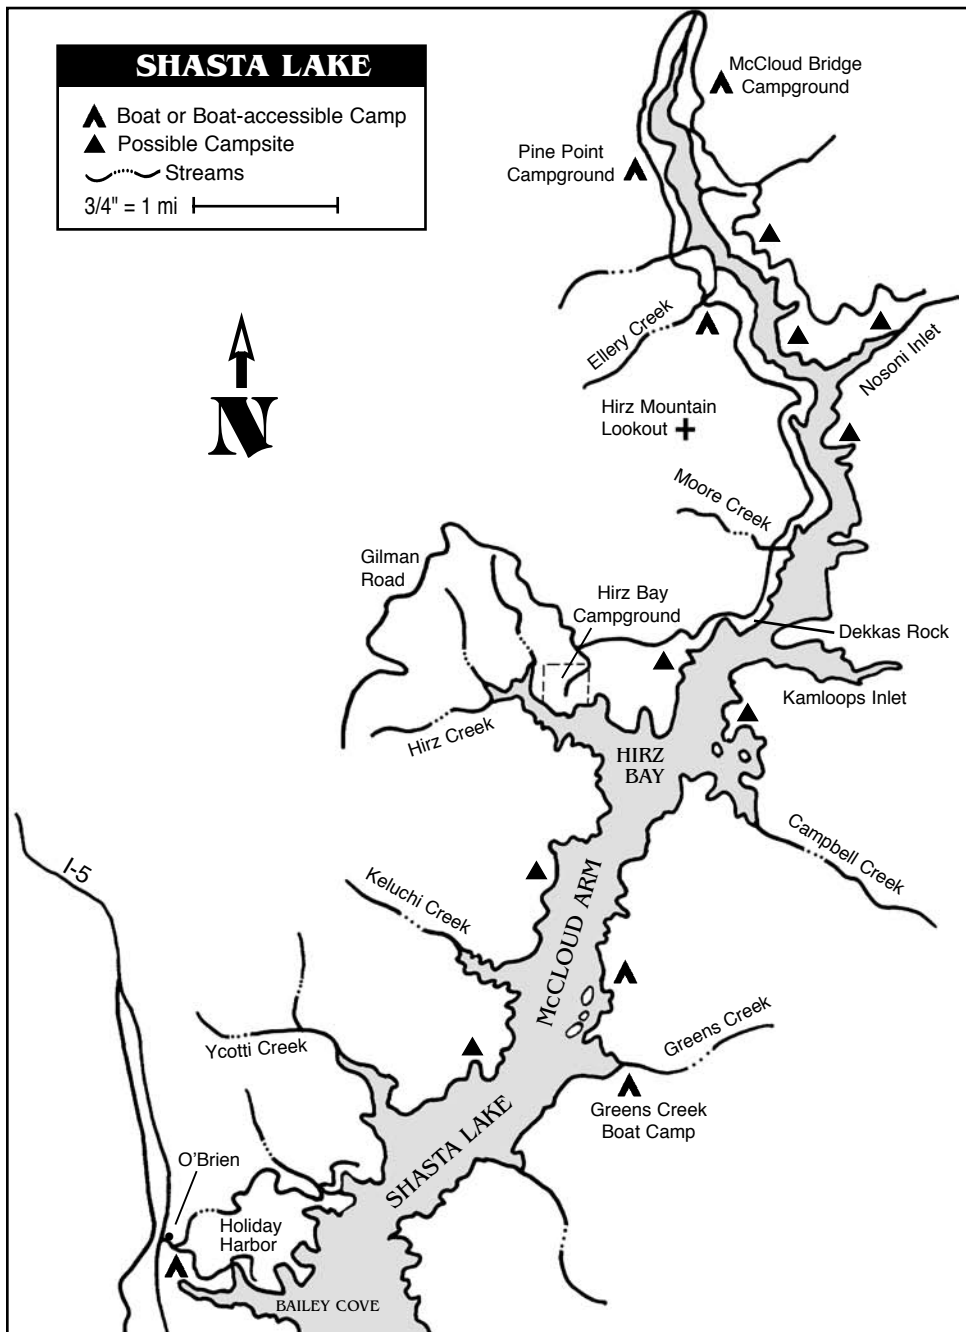 SHASTA LAKE
Boat or Boat-accessible Camp
Possible Campsite
Streams
3/4" = 1 mi
McCloud Bridge
Campground
Pine Point
Campground
Ellery Creek
Nosoni Inlet
N
Hirz Mountain
Lookout
Moore Creek
Gilman
Road
Hirz Bay
Campground
Dekkas Rock
Kamloops Inlet
Hirz Creek
HIRZ
BAY
Campbell Creek
I-5
Keluchi Creek
McCLOUD ARM
Ycotti Creek
Greens Creek
Greens Creek
Boat Camp
SHASTA LAKE
O'Brien
Holiday
Harbor
BAILEY COVE